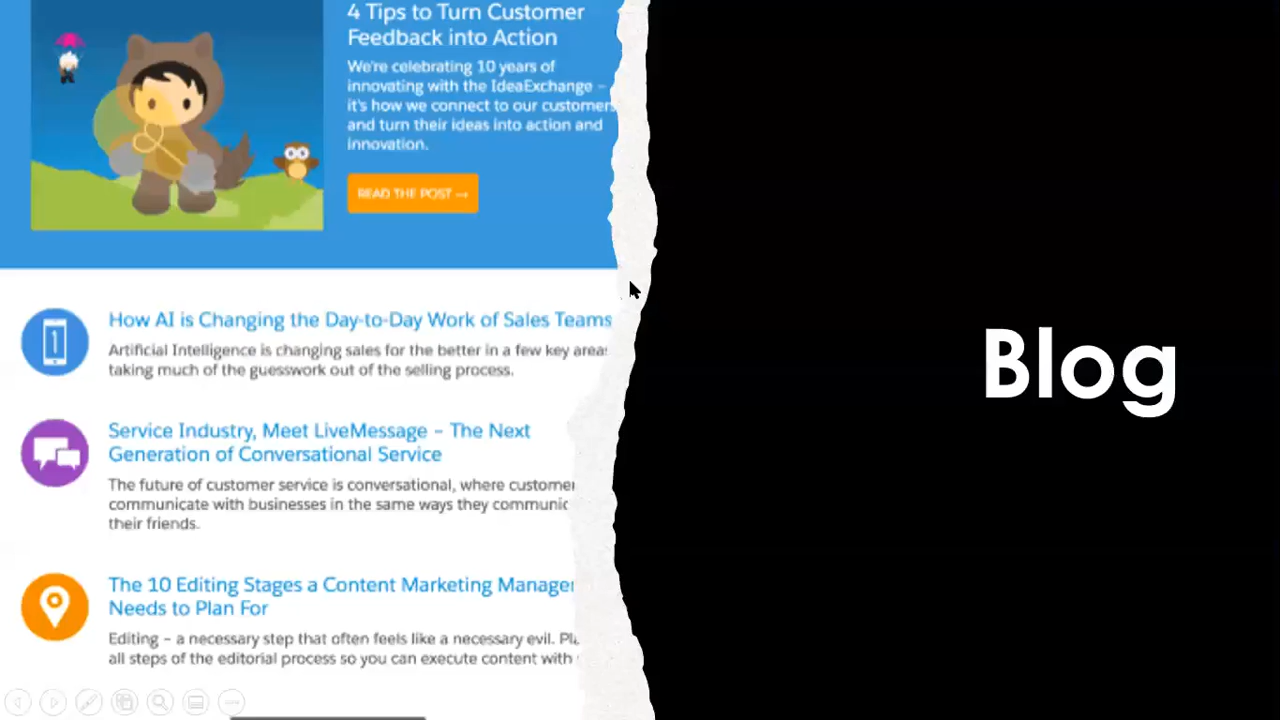 4 Tips to Turn Customer
Feedback into Action
We're celebrating 10 years of
innovating with the IdeaExchange –
it's how we connect to our customers
and turn their ideas into action and
innovation.
READ THE POST →
How AI is Changing the Day-to-Day Work of Sales Teams
Artificial Intelligence is changing sales for the better in a few key areas
taking much of the guesswork out of the selling process.
Service Industry, Meet LiveMessage – The Next
Generation of Conversational Service
The future of customer service is conversational, where customer
communicate with businesses in the same ways they communic
their friends.
The 10 Editing Stages a Content Marketing Manager
Needs to Plan For
Editing – a necessary step that often feels like a necessary evil. Pl
all steps of the editorial process so you can execute content with
Blog